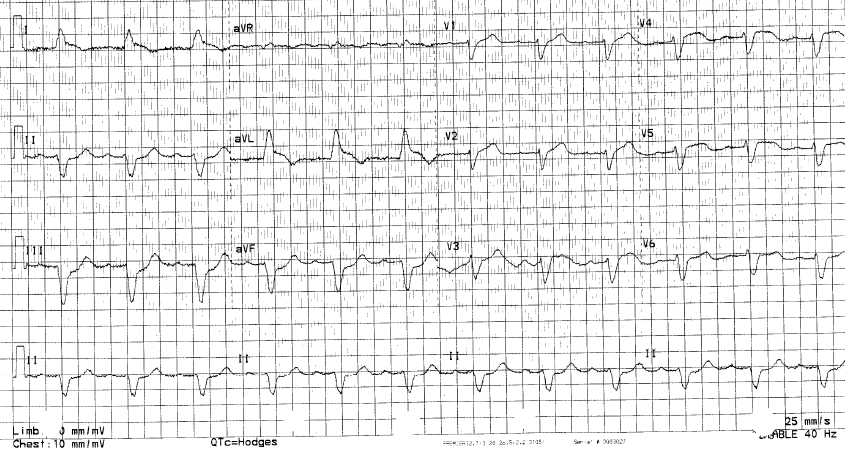 I aVR V1 V4
II aVL V2 V5
III aVF V3 V6
II II II II
Limb. 0 mm/mV 25 mm/s
Chest: 10 mm/mV QTc=Hodges 40 Hz